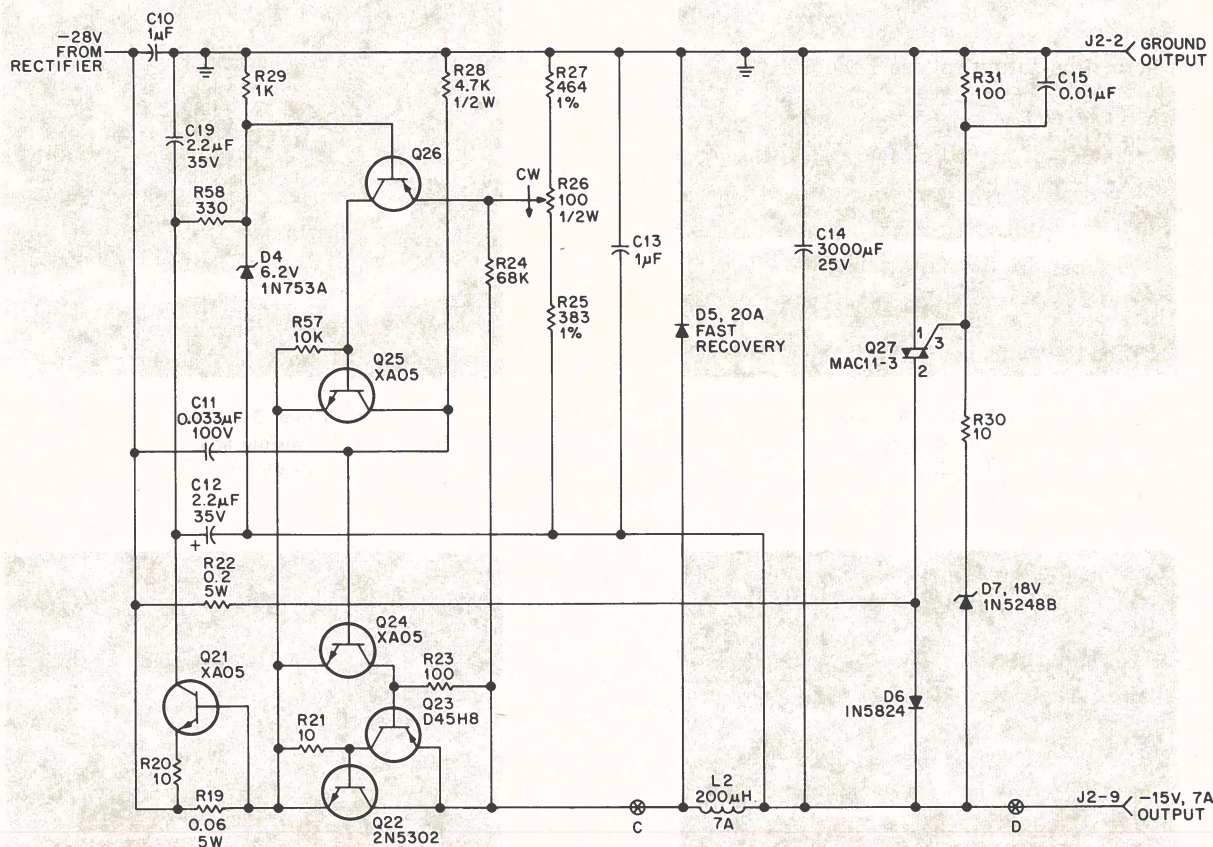 C10
1μF
-28V
FROM
RECTIFIER
J2-2
GROUND
OUTPUT
R29
1K
R28
4.7K
1/2W
R27
464
1%
R31
100
C15
0.01μF
C19
2.2μF
35V
Q26
CW
R26
100
1/2W
R58
330
C13
1μF
C14
3000μF
25V
D4
6.2V
1N753A
R24
68K
R25
383
1%
D5, 20A
FAST
RECOVERY
R57
10K
Q25
XA05
Q27
MAC11-3
1
3
2
C11
0.033μF
100V
R30
10
C12
2.2μF
35V
+
R22
0.2
5W
D7, 18V
1N5248B
Q24
XA05
Q21
XA05
R23
100
Q23
D45H8
D6
IN5824
R21
10
R20
10
R19
0.06
5W
Q22
2N5302
C
L2
200μH
7A
D
J2-9
-15V, 7A
OUTPUT